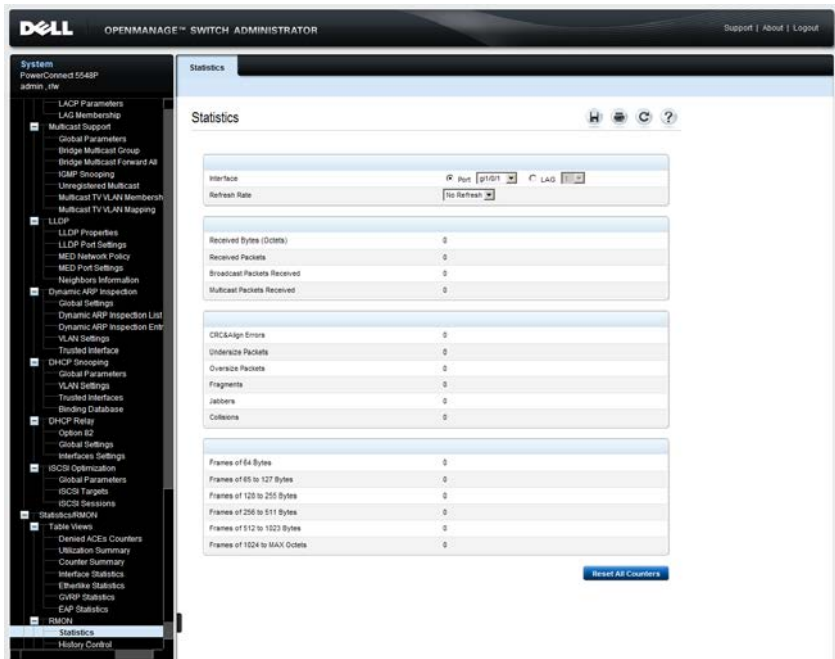 DELL OPENMANAGE™ SWITCH ADMINISTRATOR
Support | About | Logout
System
PowerConnect 5548P
admin , r/w
LACP Parameters
LAG Membership
Multicast Support
Global Parameters
Bridge Multicast Group
Bridge Multicast Forward All
IGMP Snooping
Unregistered Multicast
Multicast TV VLAN Membersh
Multicast TV VLAN Mapping
LLDP
LLDP Properties
LLDP Port Settings
MED Network Policy
MED Port Settings
Neighbors Information
Dynamic ARP Inspection
Global Settings
Dynamic ARP Inspection List
Dynamic ARP Inspection Entr
VLAN Settings
Trusted Interface
DHCP Snooping
Global Parameters
VLAN Settings
Trusted Interfaces
Binding Database
DHCP Relay
Option 82
Global Settings
Interfaces Settings
iSCSI Optimization
Global Parameters
iSCSI Targets
iSCSI Sessions
Statistics/RMON
Table Views
Denied ACEs Counters
Utilization Summary
Counter Summary
Interface Statistics
Etherlike Statistics
GVRP Statistics
EAP Statistics
RMON
Statistics
History Control
Statistics
Statistics
Interface Port gi1/0/1 LAG 1
Refresh Rate No Refresh
Received Bytes (Octets) 0
Received Packets 0
Broadcast Packets Received 0
Multicast Packets Received 0
CRC&Align Errors 0
Undersize Packets 0
Oversize Packets 0
Fragments 0
Jabbers 0
Collisions 0
Frames of 64 Bytes 0
Frames of 65 to 127 Bytes 0
Frames of 128 to 255 Bytes 0
Frames of 256 to 511 Bytes 0
Frames of 512 to 1023 Bytes 0
Frames of 1024 to MAX Octets 0
Reset All Counters